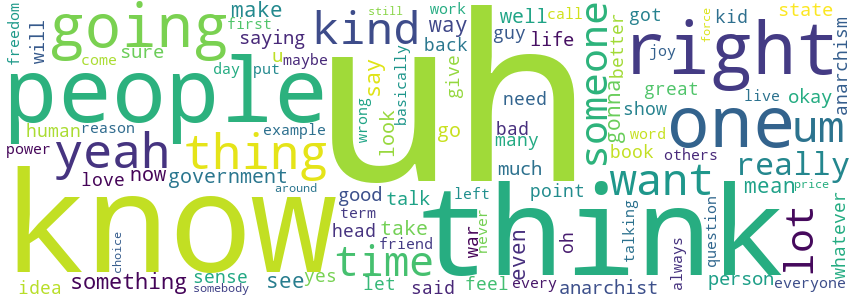 freedom
will
going
make
first
saying
sure
come
day
put
u
maybe
kind
say
still
way
back
basically
work
well
call
guy
life
give
someone
got
kid
state
better
gonna
joy
force
right
anarchism
people
uh
need
great
live
okay
show
word
one
um
human
reason
power
yeah
thing
example
wrong
look
go
bad
many
book
others
really
love
now
government
much
want
mean
price
know
around
good
talk
left
point
think
lot
whatever
term
head
take
never
war
even
oh
talking
question
choice
friend
time
always
idea
something
sense
somebody
see
yes
let
said
feel
every
anarchist
person
everyone